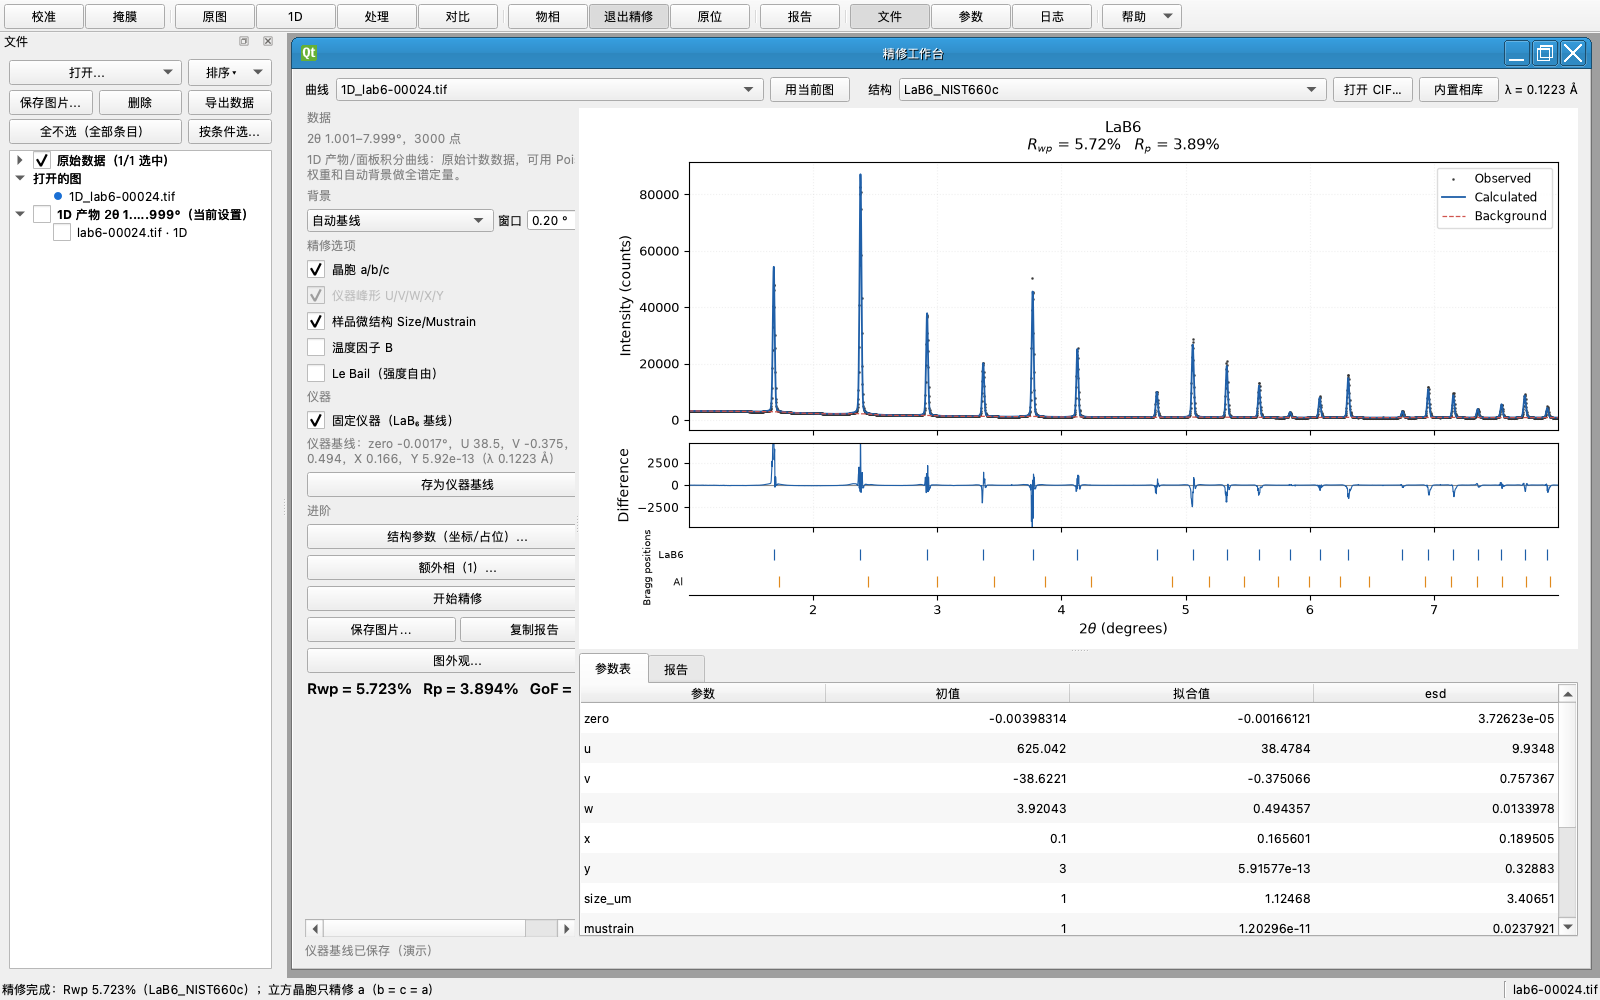 校准 掩膜 原图 1D 处理 对比 物相 退出精修 原位 报告 文件 参数 日志 帮助
文件
精修工作台
打开... 排序
保存图片... 删除 导出数据
全不选（全部条目） 按条件选...
原始数据（1/1 选中）
打开的图
1D_lab6-00024.tif
1D 产物 2θ 1.....999°（当前设置）
lab6-00024.tif · 1D
曲线 1D_lab6-00024.tif 用当前图 结构 LaB6_NIST660c 打开 CIF... 内置相库 λ = 0.1223 Å
数据
2θ 1.001–7.999°，3000 点
1D 产物/面板积分曲线：原始计数数据，可用 Poi
权重和自动背景做全谱定量。
背景
自动基线 窗口 0.20 °
精修选项
晶胞 a/b/c
仪器峰形 U/V/W/X/Y
样品微结构 Size/Mustrain
温度因子 B
Le Bail（强度自由）
仪器
固定仪器（LaB₆ 基线）
仪器基线：zero -0.0017°，U 38.5，V -0.375，
0.494，X 0.166，Y 5.92e-13（λ 0.1223 Å）
存为仪器基线
进阶
结构参数（坐标/占位）...
额外相（1）...
开始精修
保存图片... 复制报告
图外观...
Rwp = 5.723% Rp = 3.894% GoF =
仪器基线已保存（演示）
LaB6
Rwp = 5.72% Rp = 3.89%
Observed
Calculated
Background
Intensity (counts)
80000
60000
40000
20000
0
Difference
2500
0
−2500
Bragg positions
LaB6
Al
2 3 4 5 6 7
2θ (degrees)
参数表 报告
参数 初值 拟合值 esd
zero -0.00398314 -0.00166121 3.72623e-05
u 625.042 38.4784 9.9348
v -38.6221 -0.375066 0.757367
w 3.92043 0.494357 0.0133978
x 0.1 0.165601 0.189505
y 3 5.91577e-13 0.32883
size_um 1 1.12468 3.40651
mustrain 1 1.20296e-11 0.0237921
精修完成：Rwp 5.723%（LaB6_NIST660c）；立方晶胞只精修 a（b = c = a） lab6-00024.tif